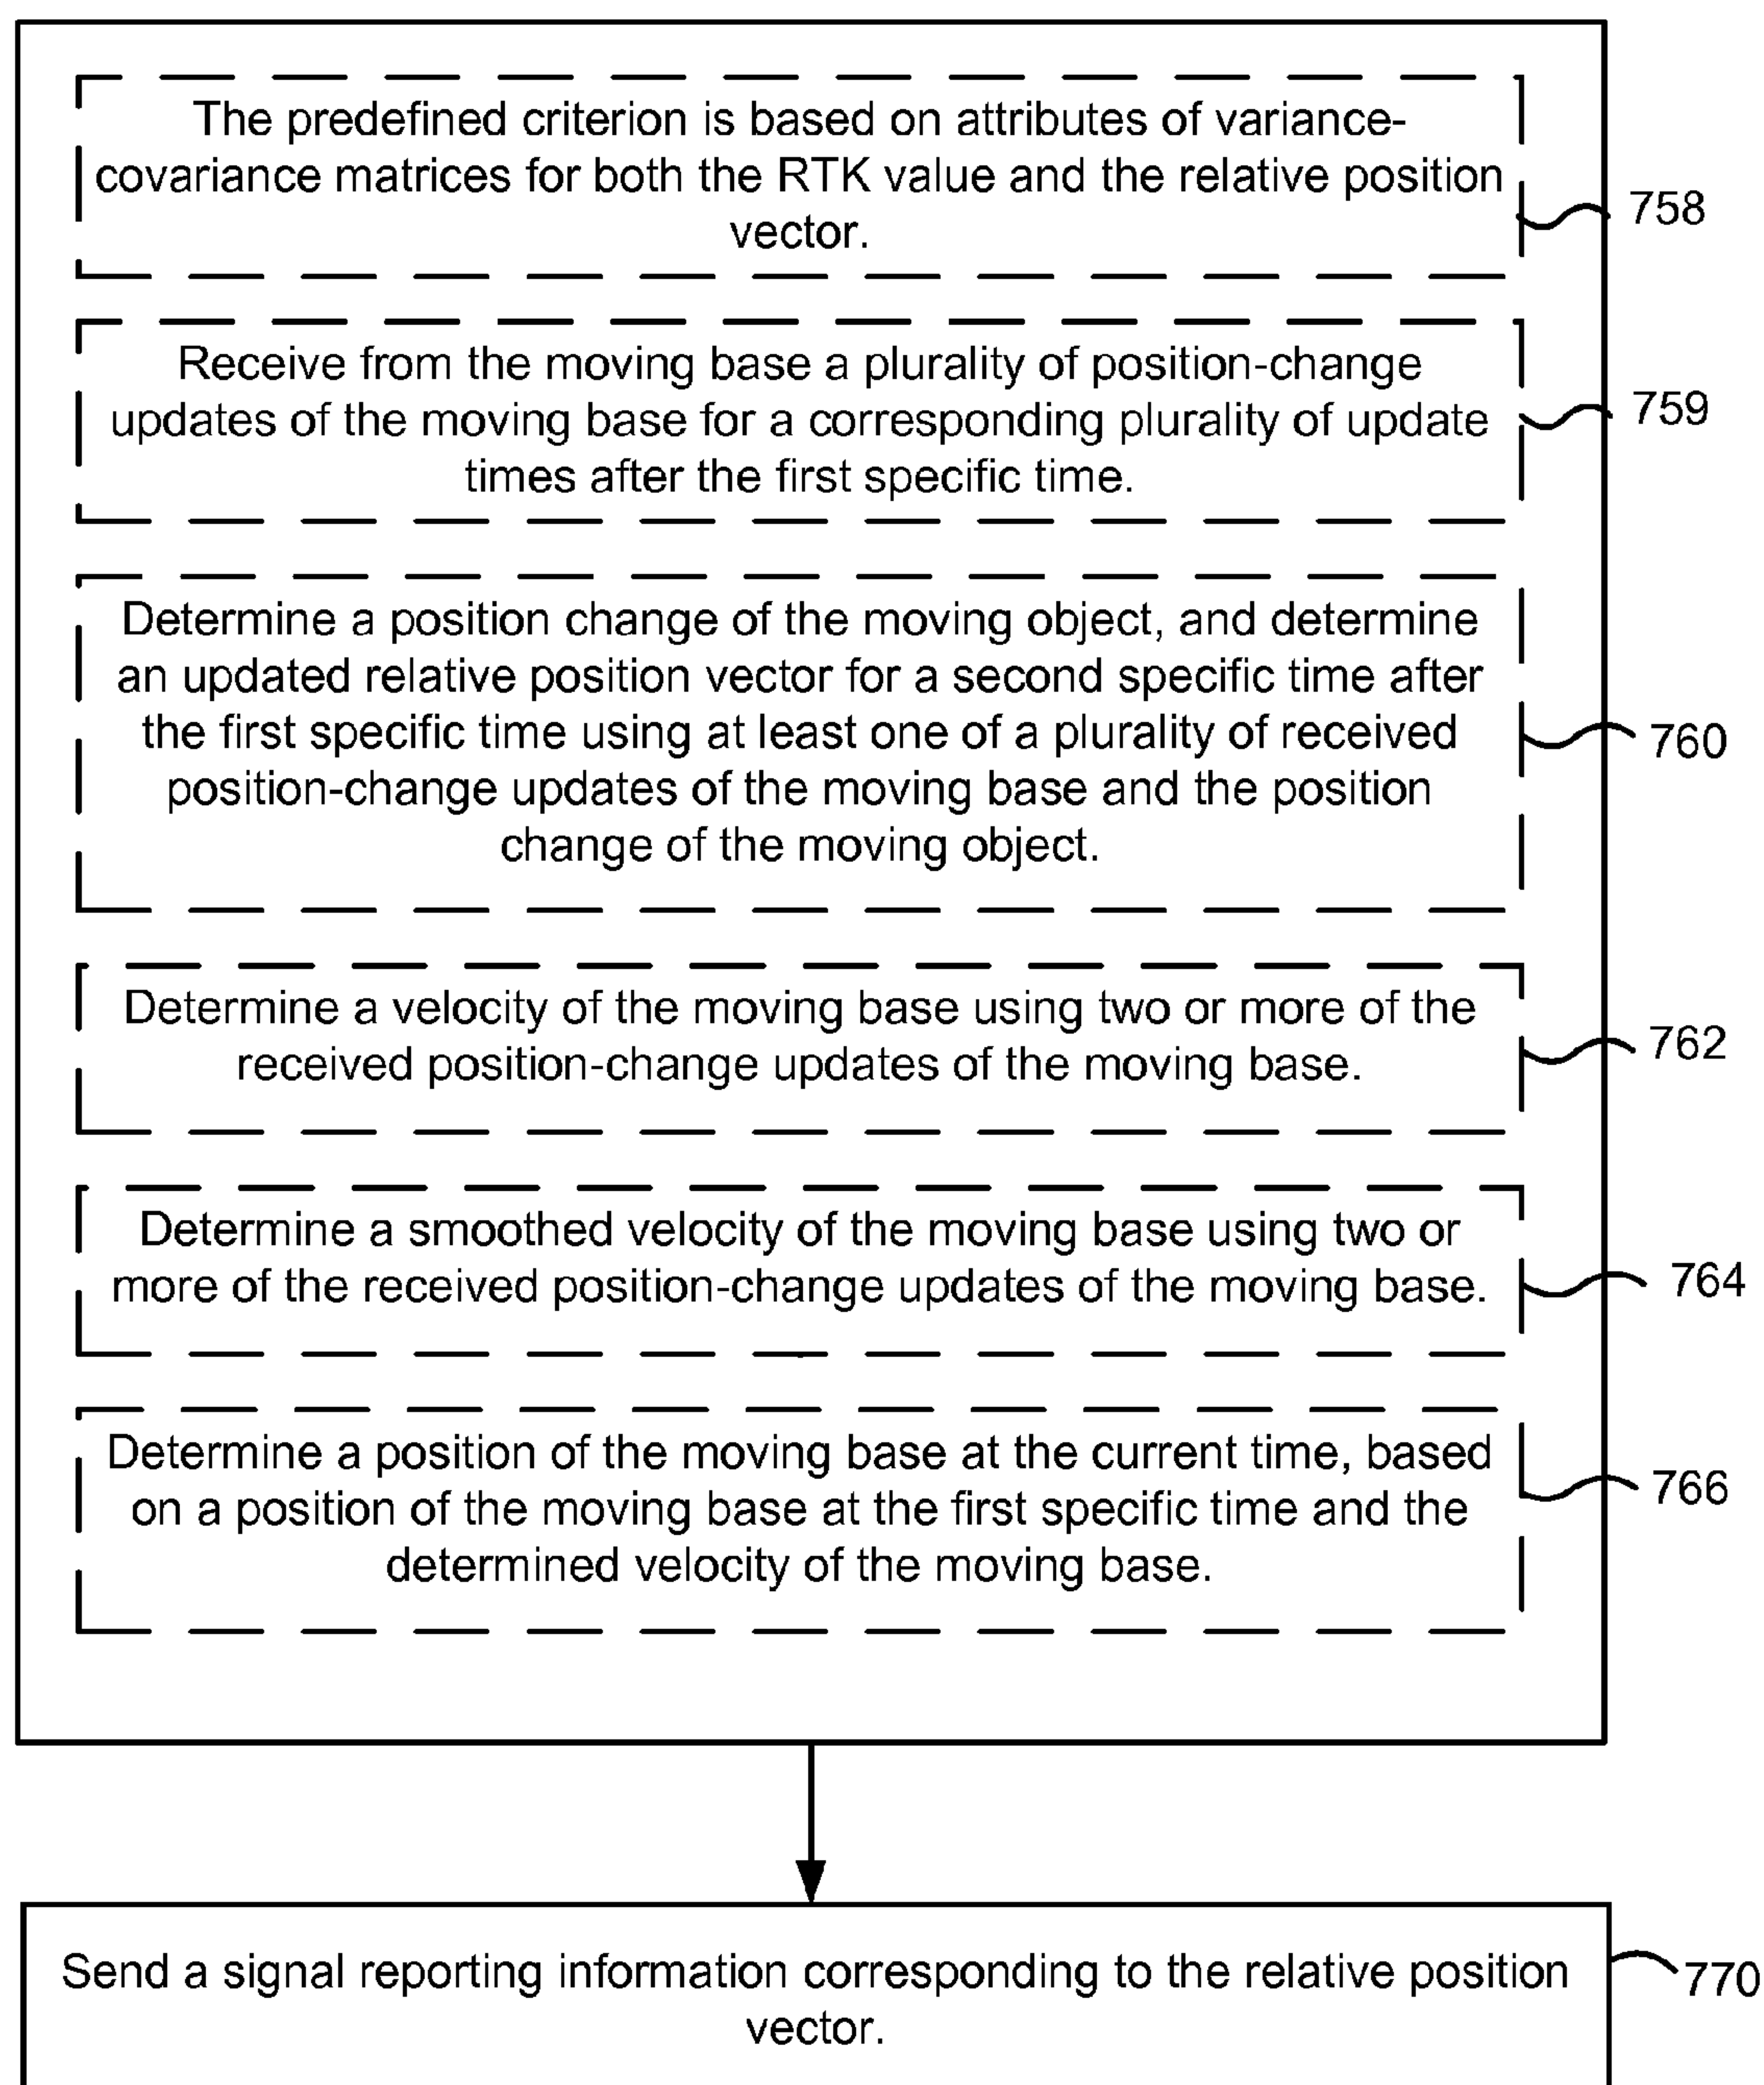 The predefined criterion is based on attributes of variance-
covariance matrices for both the RTK value and the relative position
vector.
758
Receive from the moving base a plurality of position-change
updates of the moving base for a corresponding plurality of update
times after the first specific time.
759
Determine a position change of the moving object, and determine
an updated relative position vector for a second specific time after
the first specific time using at least one of a plurality of received
position-change updates of the moving base and the position
change of the moving object.
760
Determine a velocity of the moving base using two or more of the
received position-change updates of the moving base.
762
Determine a smoothed velocity of the moving base using two or
more of the received position-change updates of the moving base.
764
Determine a position of the moving base at the current time, based
on a position of the moving base at the first specific time and the
determined velocity of the moving base.
766
Send a signal reporting information corresponding to the relative position
vector.
770